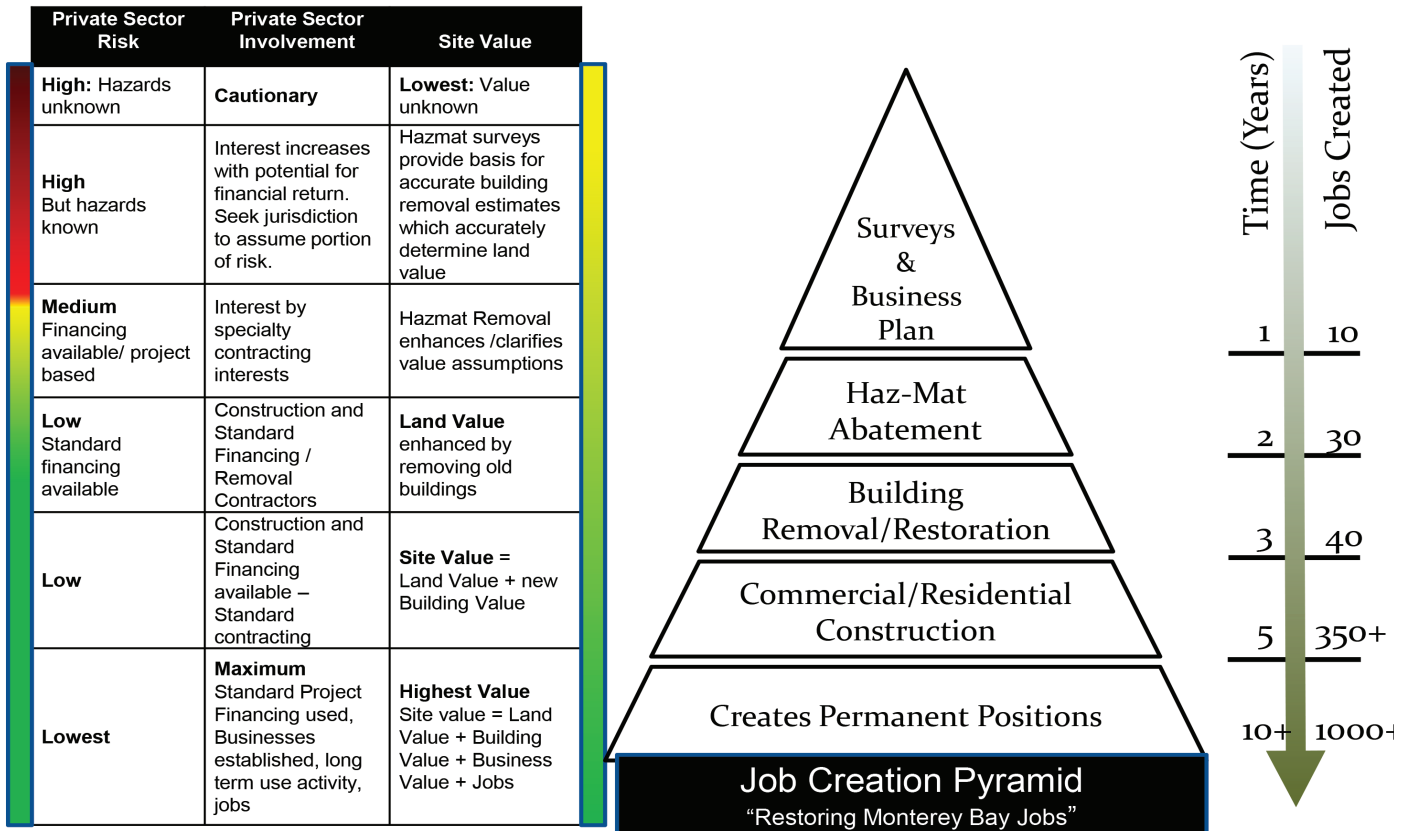 Private Sector
Risk
Private Sector
Involvement
Site Value
High: Hazards
unknown
Cautionary
Lowest: Value
unknown
High
But hazards
known
Interest increases
with potential for
financial return.
Seek jurisdiction
to assume portion
of risk.
Hazmat surveys
provide basis for
accurate building
removal estimates
which accurately
determine land
value
Medium
Financing
available/ project
based
Interest by
specialty
contracting
interests
Hazmat Removal
enhances /clarifies
value assumptions
Low
Standard
financing
available
Construction and
Standard
Financing /
Removal
Contractors
Land Value
enhanced by
removing old
buildings
Low
Construction and
Standard
Financing
available –
Standard
contracting
Site Value =
Land Value + new
Building Value
Lowest
Maximum
Standard Project
Financing used,
Businesses
established, long
term use activity,
jobs
Highest Value
Site value = Land
Value + Building
Value + Business
Value + Jobs
Surveys
&
Business
Plan
Haz-Mat
Abatement
Building
Removal/Restoration
Commercial/Residential
Construction
Creates Permanent Positions
Job Creation Pyramid
“Restoring Monterey Bay Jobs”
Time (Years)
Jobs Created
1 10
2 30
3 40
5 350+
10+ 1000+